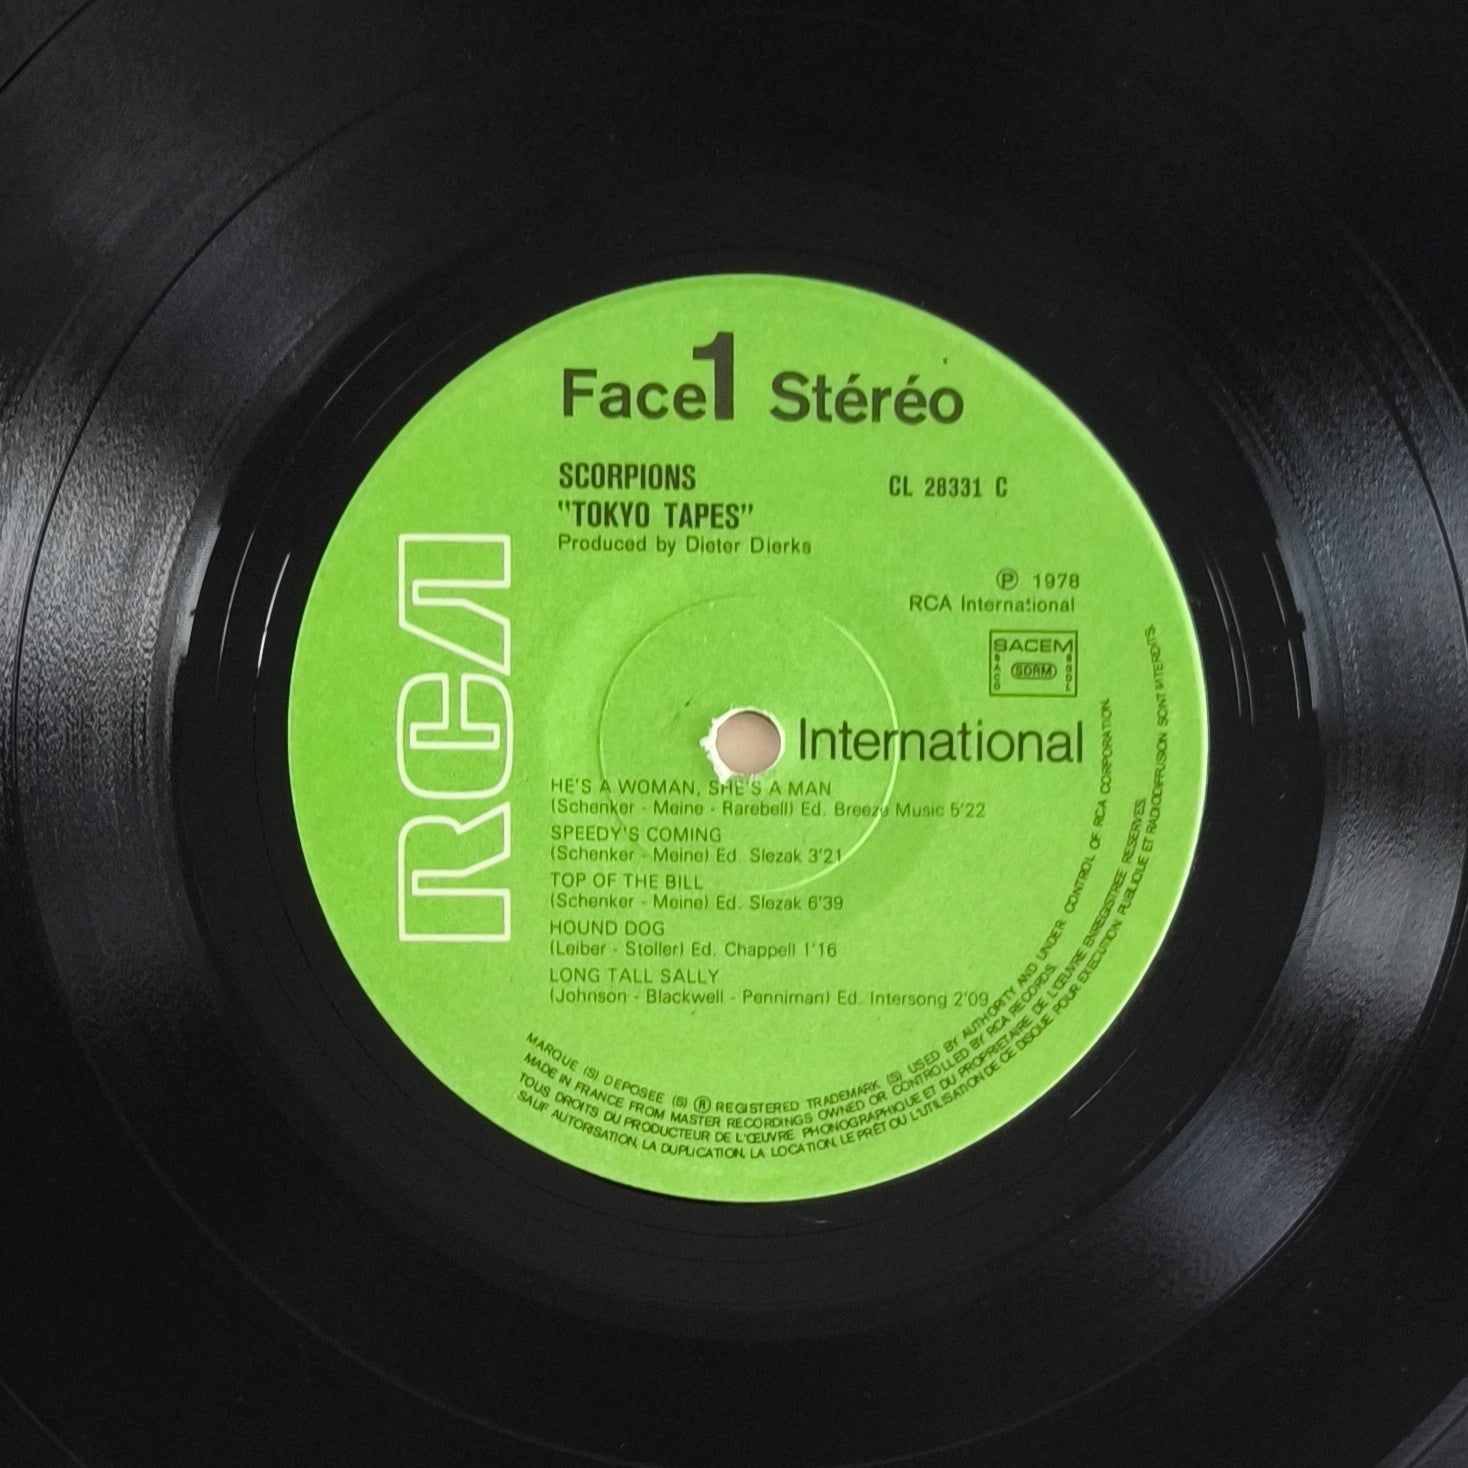 Face 1 Stéréo
SCORPIONS
CL 28331 C
"TOKYO TAPES"
Produced by Dieter Dierks
℗ 1978
RCA International
SACEM
SDRM
RCA
International
HE'S A WOMAN, SHE'S A MAN
(Schenker - Meine - Rarebell) Ed. Breeze Music 5'22
SPEEDY'S COMING
(Schenker - Meine) Ed. Slezak 3'21
TOP OF THE BILL
(Schenker - Meine) Ed. Slezak 6'39
HOUND DOG
(Leiber - Stoller) Ed. Chappell 1'16
LONG TALL SALLY
(Johnson - Blackwell - Penniman) Ed. Intersong 2'09
MARQUE (S) DEPOSEE (S) ® REGISTERED TRADEMARK (S) USED BY AUTHORITY AND UNDER CONTROL OF RCA CORPORATION.
MADE IN FRANCE FROM MASTER RECORDINGS OWNED OR CONTROLLED BY RCA RECORDS.
TOUS DROITS DU PRODUCTEUR DE L'ŒUVRE PHONOGRAPHIQUE ET DU PROPRIETAIRE DE L'ŒUVRE ENREGISTREE RESERVES.
SAUF AUTORISATION, LA DUPLICATION, LA LOCATION, LE PRÊT OU L'UTILISATION DE CE DISQUE POUR EXECUTION PUBLIQUE ET RADIODIFFUSION SONT INTERDITS.